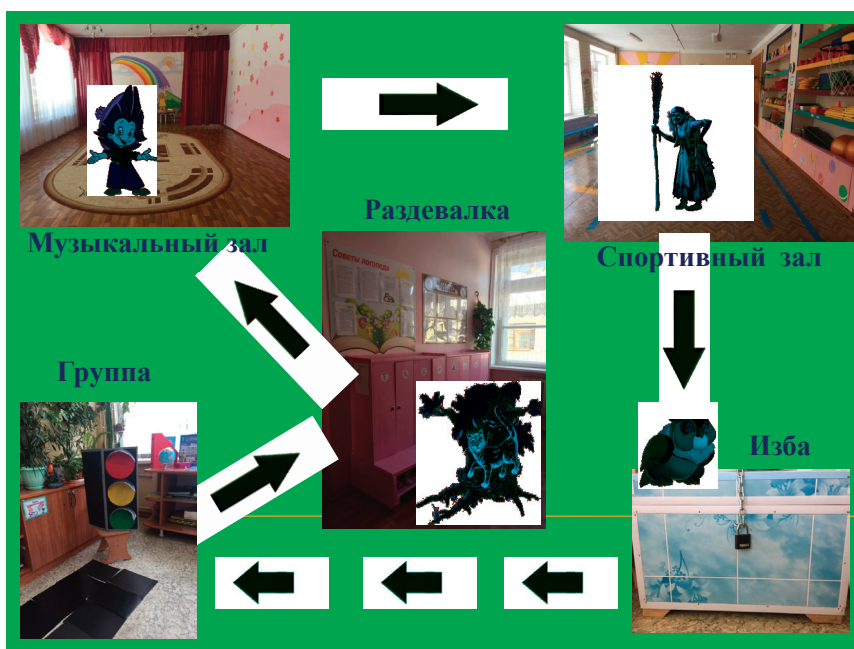 Раздевалка
Музыкальный зал
Спортивный зал
Советы логопеда
Группа
Изба